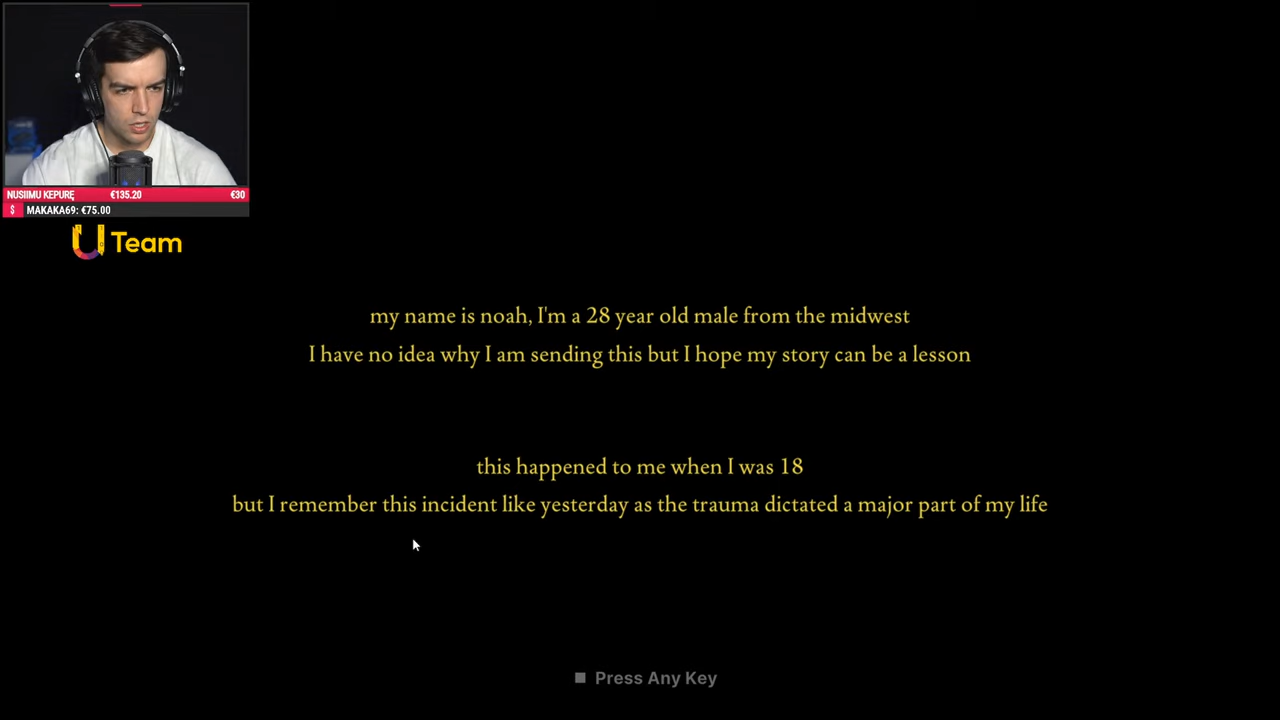 NUSIIMU KEPURĘ €135.20 €30
$ MAKAKA69: €75.00
U Team
my name is noah, I'm a 28 year old male from the midwest
I have no idea why I am sending this but I hope my story can be a lesson
this happened to me when I was 18
but I remember this incident like yesterday as the trauma dictated a major part of my life
Press Any Key